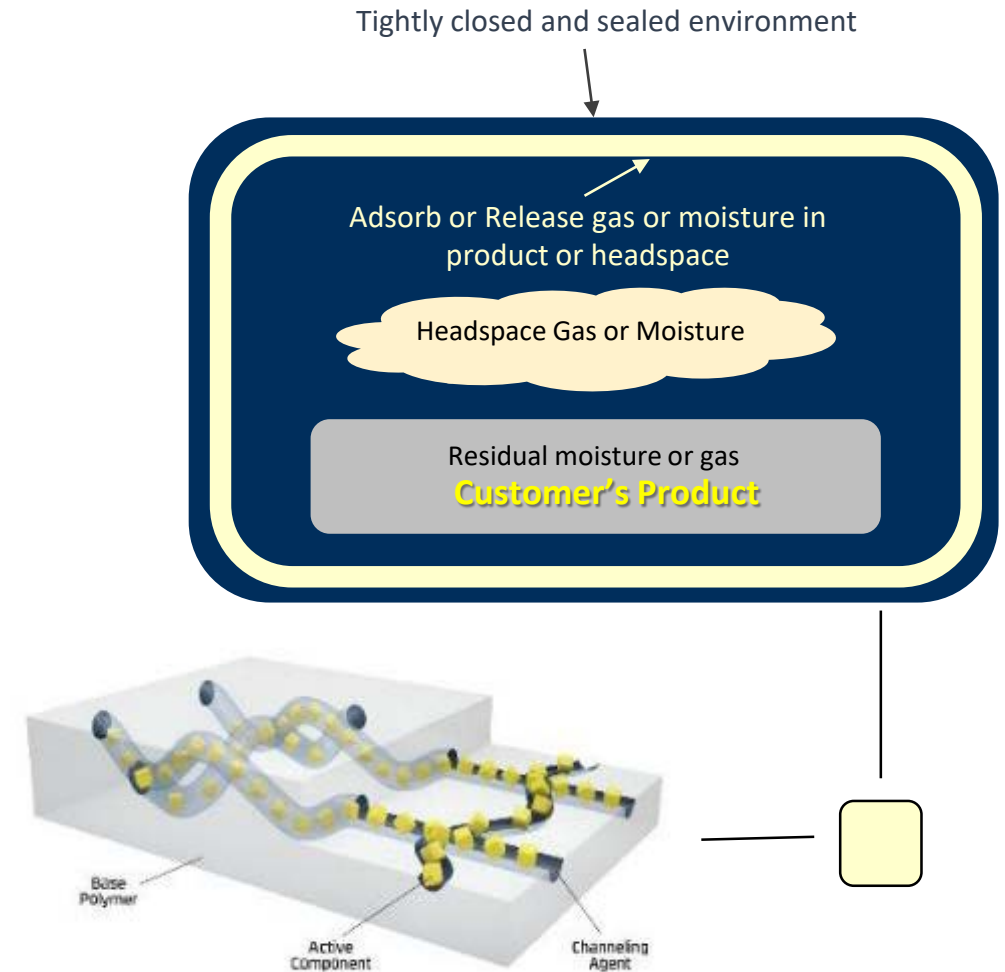 Tightly closed and sealed environment
Adsorb or Release gas or moisture in
product or headspace
Headspace Gas or Moisture
Residual moisture or gas
Customer's Product
Base
Polymer
Active
Component
Channeling
Agent